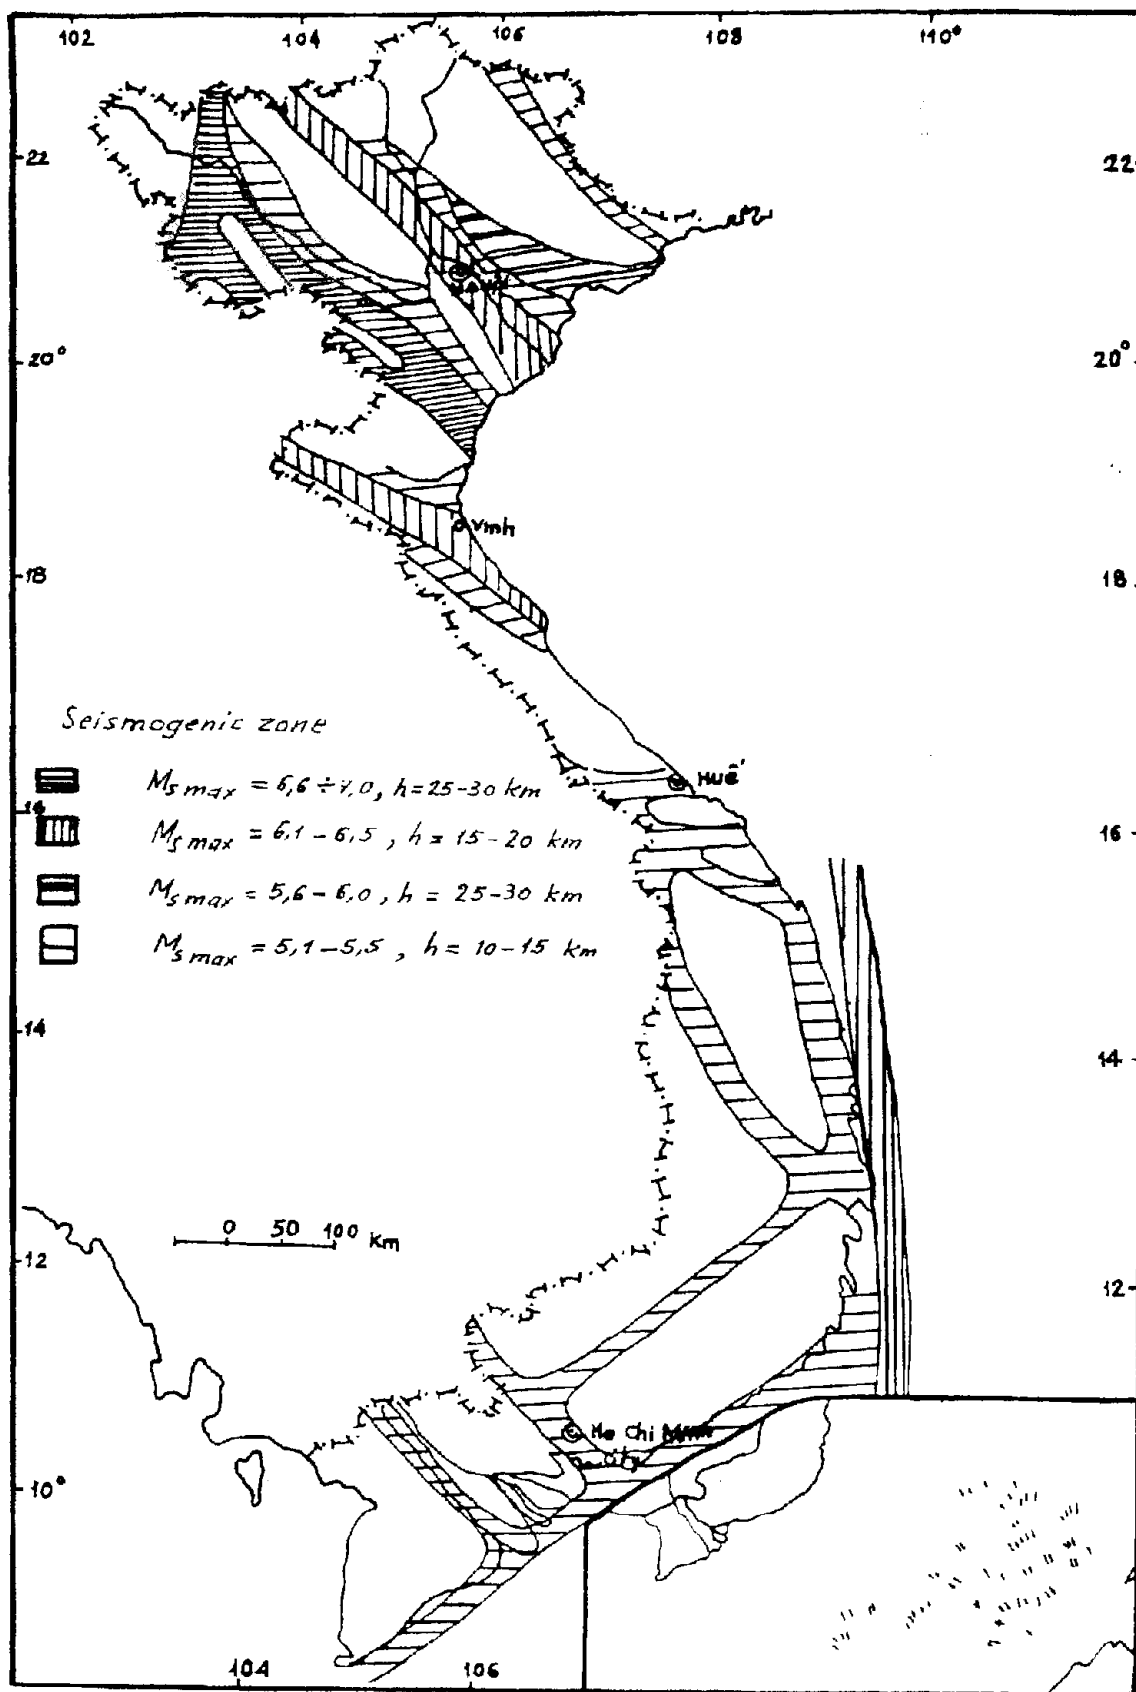 102 104 106 108 110°
22 22
20° 20°
Vinh
18 18
Seismogenic zone
Ms max = 6,6 ÷ 7,0, h=25-30 km
Huế
16 16
Ms max = 6,1 - 6,5, h = 15-20 km
Ms max = 5,6 - 6,0, h = 25-30 km
Ms max = 5,1 - 5,5, h = 10-15 km
14 14
0 50 100 Km
12 12
Ho Chi Minh
City
10°
104 106